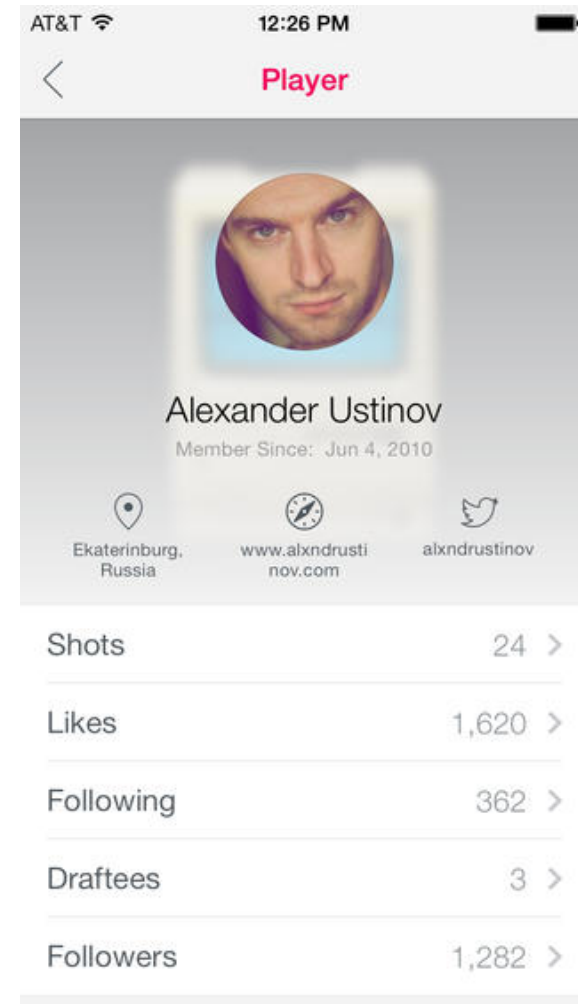 AT&T 12:26 PM
Player
Alexander Ustinov
Member Since: Jun 4, 2010
Ekaterinburg,
Russia
www.alxndrusti
nov.com
alxndrustinov
Shots 24
Likes 1,620
Following 362
Draftees 3
Followers 1,282